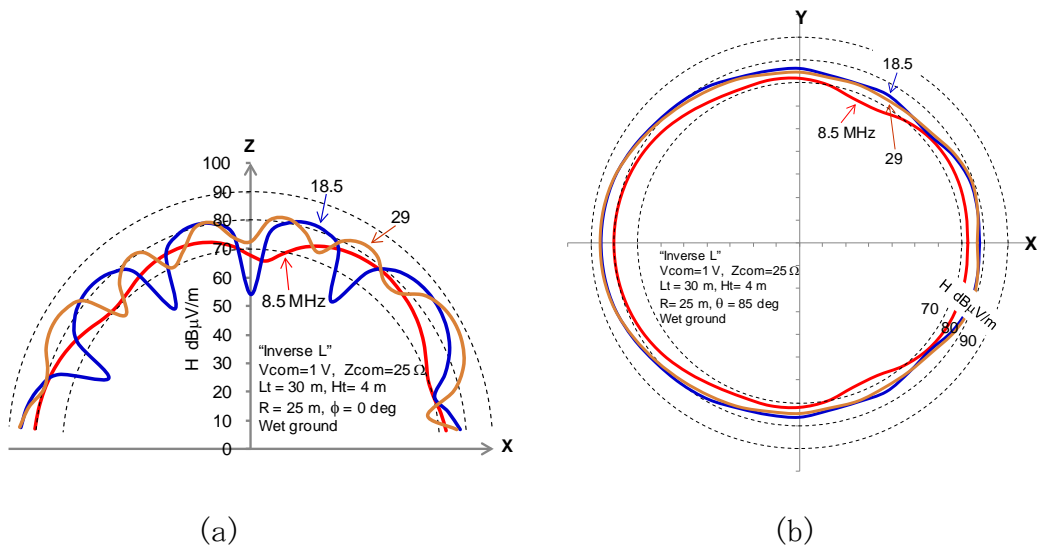 Z
100
90
80
70
60
50
40
30
20
10
0
H dBμV/m
18.5
29
8.5 MHz
"Inverse L"
Vcom=1 V, Zcom=25 Ω
Lt = 30 m, Ht= 4 m
R = 25 m, ϕ = 0 deg
Wet ground
X
(a)
Y
18.5
8.5 MHz
29
X
"Inverse L"
Vcom=1 V, Zcom=25 Ω
Lt = 30 m, Ht= 4 m
R = 25 m, θ = 85 deg
Wet ground
H dBμV/m
70
80
90
(b)